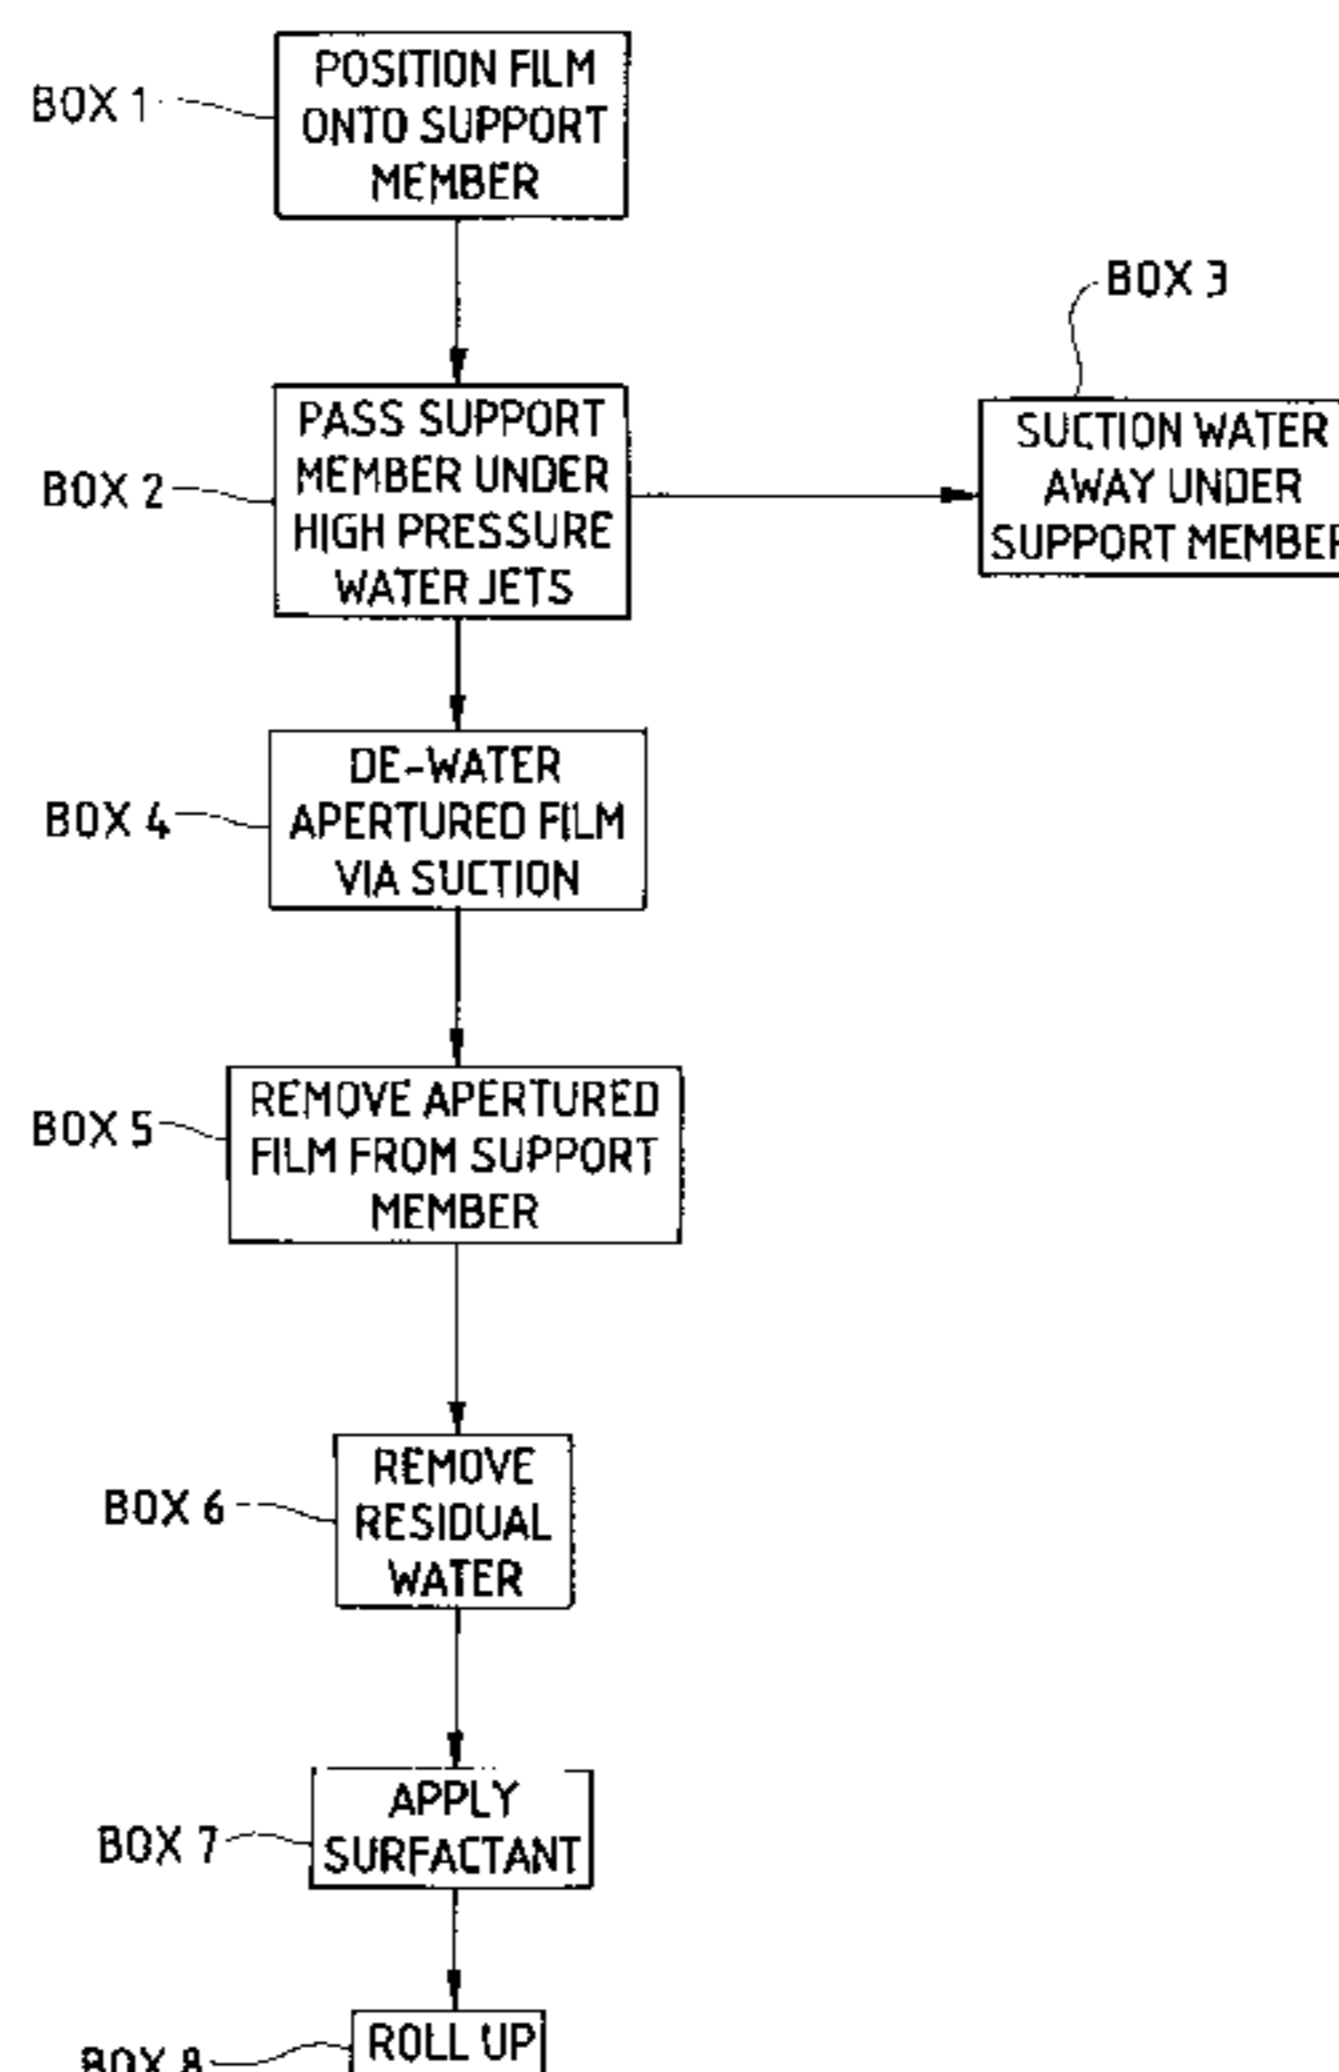 POSITION FILM
ONTO SUPPORT
MEMBER
BOX 1
BOX 3
PASS SUPPORT
MEMBER UNDER
HIGH PRESSURE
WATER JETS
BOX 2
SUCTION WATER
AWAY UNDER
SUPPORT MEMBER
DE-WATER
APERTURED FILM
VIA SUCTION
BOX 4
REMOVE APERTURED
FILM FROM SUPPORT
MEMBER
BOX 5
REMOVE
RESIDUAL
WATER
BOX 6
APPLY
SURFACTANT
BOX 7
ROLL UP
BOX 8